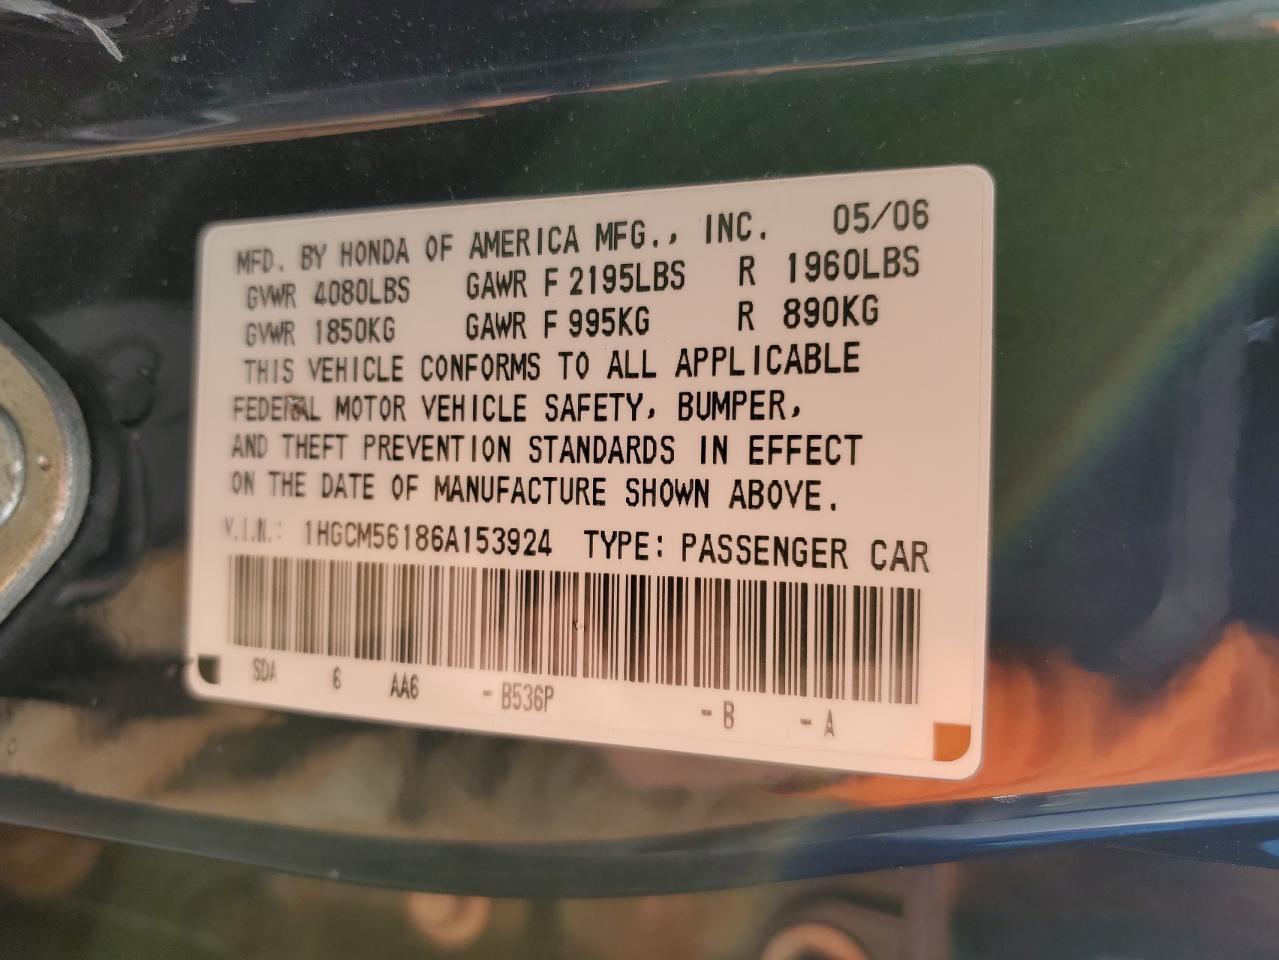 MFD. BY HONDA OF AMERICA MFG., INC. 05/06
GVWR 4080LBS GAWR F 2195LBS R 1960LBS
GVWR 1850KG GAWR F 995KG R 890KG
THIS VEHICLE CONFORMS TO ALL APPLICABLE
FEDERAL MOTOR VEHICLE SAFETY, BUMPER,
AND THEFT PREVENTION STANDARDS IN EFFECT
ON THE DATE OF MANUFACTURE SHOWN ABOVE.
V.I.N.: 1HGCM56186A153924 TYPE: PASSENGER CAR
SDA 6 AA6 - B536P - B - A